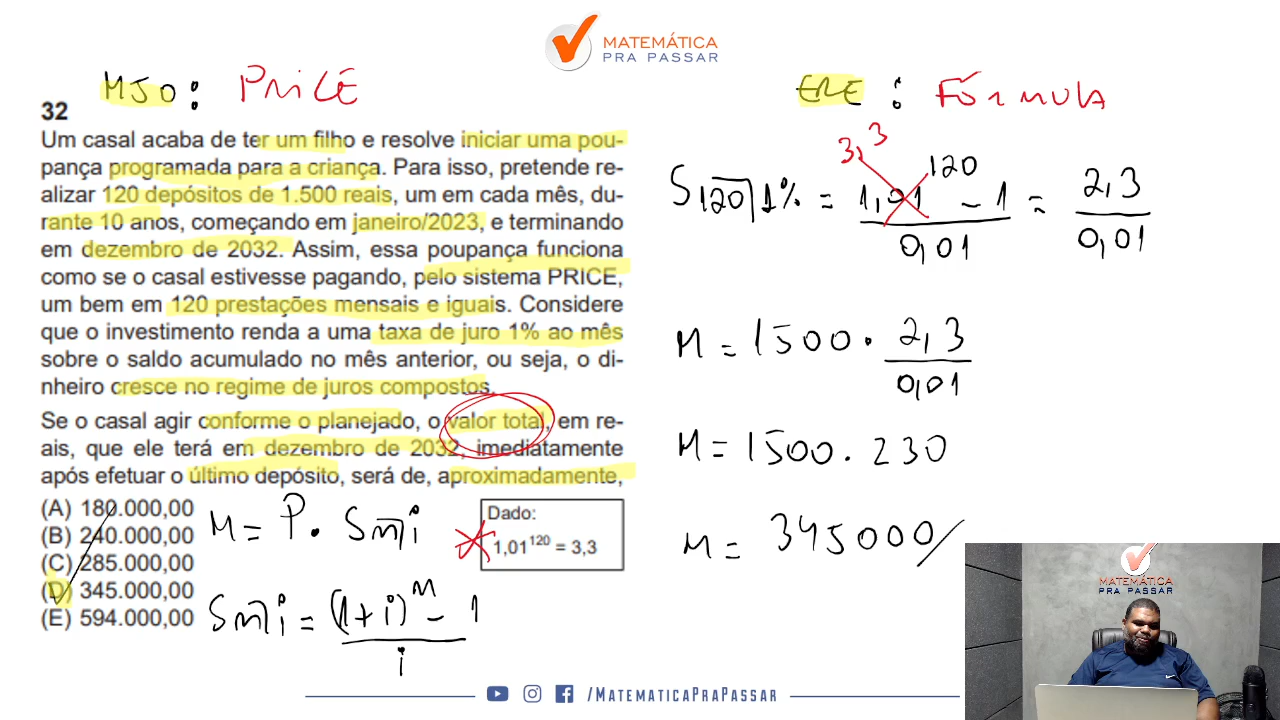 MATEMÁTICA
PRA PASSAR
MJO : PRICE
32
Um casal acaba de ter um filho e resolve iniciar uma pou-
pança programada para a criança. Para isso, pretende re-
alizar 120 depósitos de 1.500 reais, um em cada mês, du-
rante 10 anos, começando em janeiro/2023, e terminando
em dezembro de 2032. Assim, essa poupança funciona
como se o casal estivesse pagando, pelo sistema PRICE,
um bem em 120 prestações mensais e iguais. Considere
que o investimento renda a uma taxa de juro 1% ao mês
sobre o saldo acumulado no mês anterior, ou seja, o di-
nheiro cresce no regime de juros compostos.
Se o casal agir conforme o planejado, o valor total, em re-
ais, que ele terá em dezembro de 2032, imediatamente
após efetuar o último depósito, será de, aproximadamente,
(A) 180.000,00
(B) 240.000,00
(C) 285.000,00
(D) 345.000,00
(E) 594.000,00
M = P . Sn̅|i
Sn̅|i = (1+i)^n - 1
i
Dado:
1,01^120 = 3,3
ERE : FÓRMULA
3,3
S120|1% = 1,01^120 - 1 = 2,3
0,01 0,01
M = 1500 . 2,3
0,01
M = 1500 . 230
M = 345000
MATEMÁTICA
PRA PASSAR
/MATEMATICAPRAPASSAR